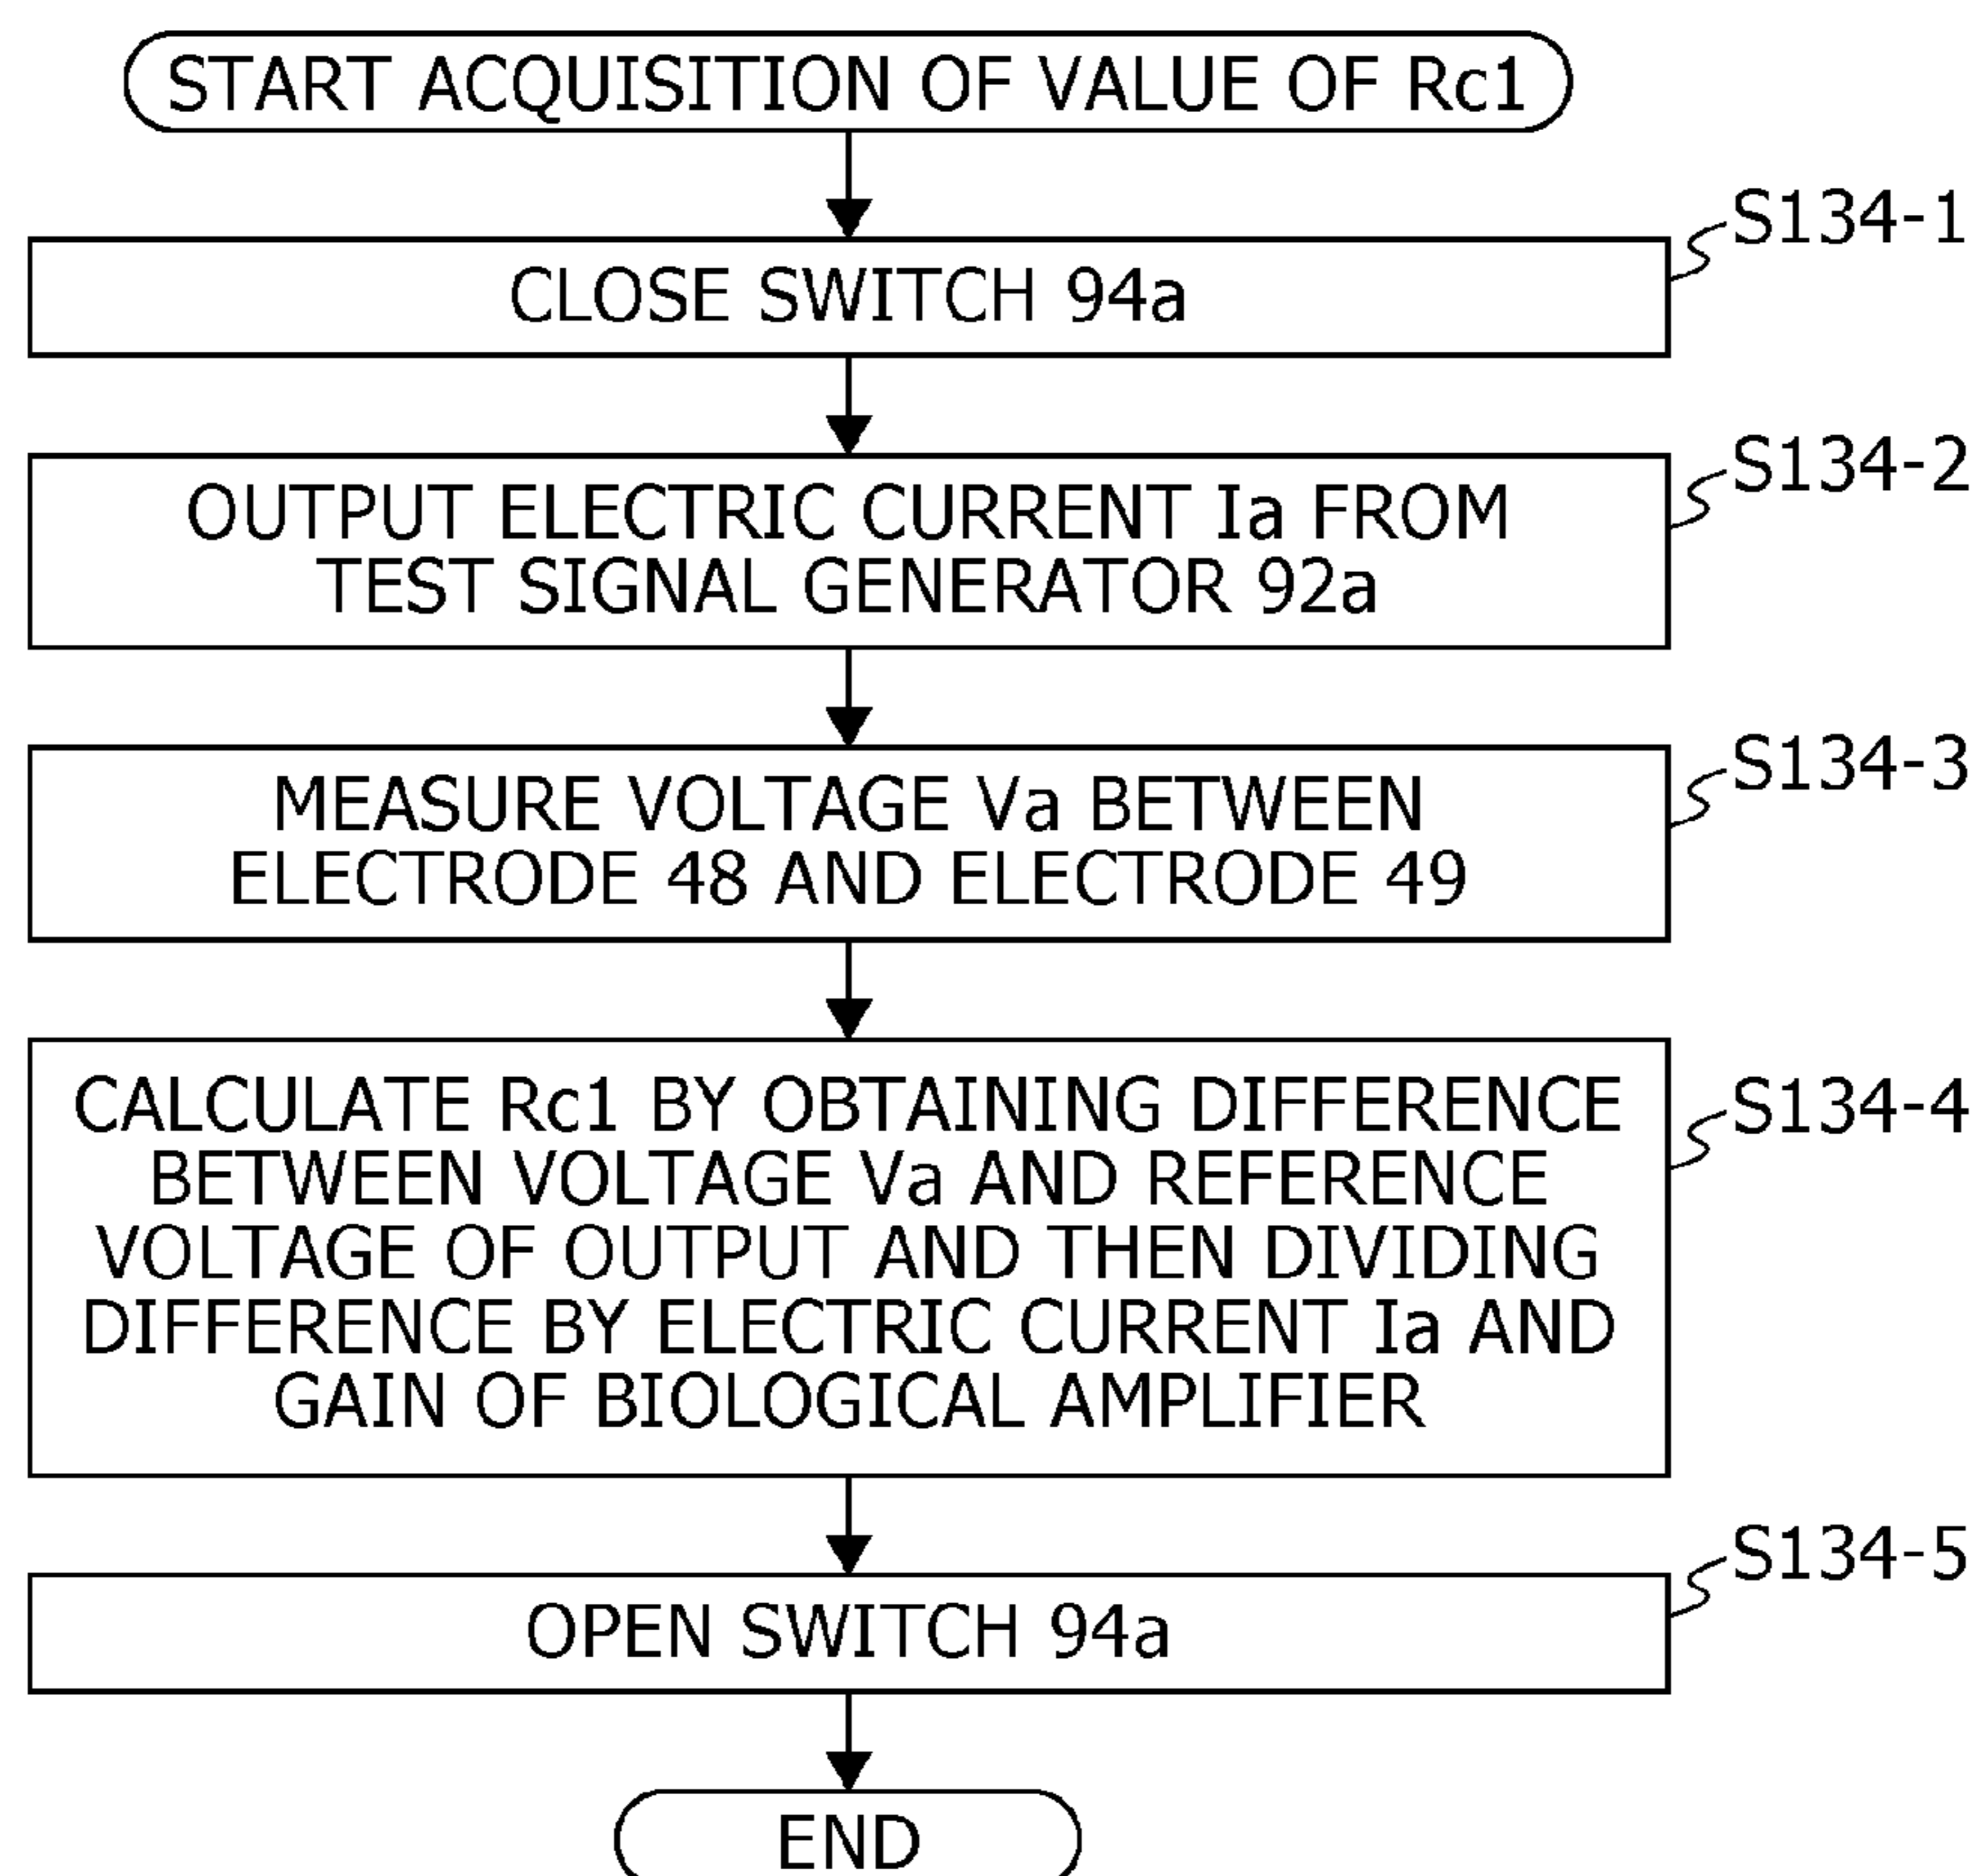 START ACQUISITION OF VALUE OF Rc1
S134-1
CLOSE SWITCH 94a
S134-2
OUTPUT ELECTRIC CURRENT Ia FROM
TEST SIGNAL GENERATOR 92a
S134-3
MEASURE VOLTAGE Va BETWEEN
ELECTRODE 48 AND ELECTRODE 49
S134-4
CALCULATE Rc1 BY OBTAINING DIFFERENCE
BETWEEN VOLTAGE Va AND REFERENCE
VOLTAGE OF OUTPUT AND THEN DIVIDING
DIFFERENCE BY ELECTRIC CURRENT Ia AND
GAIN OF BIOLOGICAL AMPLIFIER
S134-5
OPEN SWITCH 94a
END